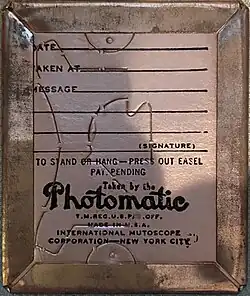 DATE
TAKEN AT
MESSAGE
(SIGNATURE)
TO STAND OR HANG—PRESS OUT EASEL
PAT. PENDING
Taken by the
Photomatic
T.M.REG.U.S.PAT.OFF.
MADE IN U.S.A.
INTERNATIONAL MUTOSCOPE
CORPORATION—NEW YORK CITY